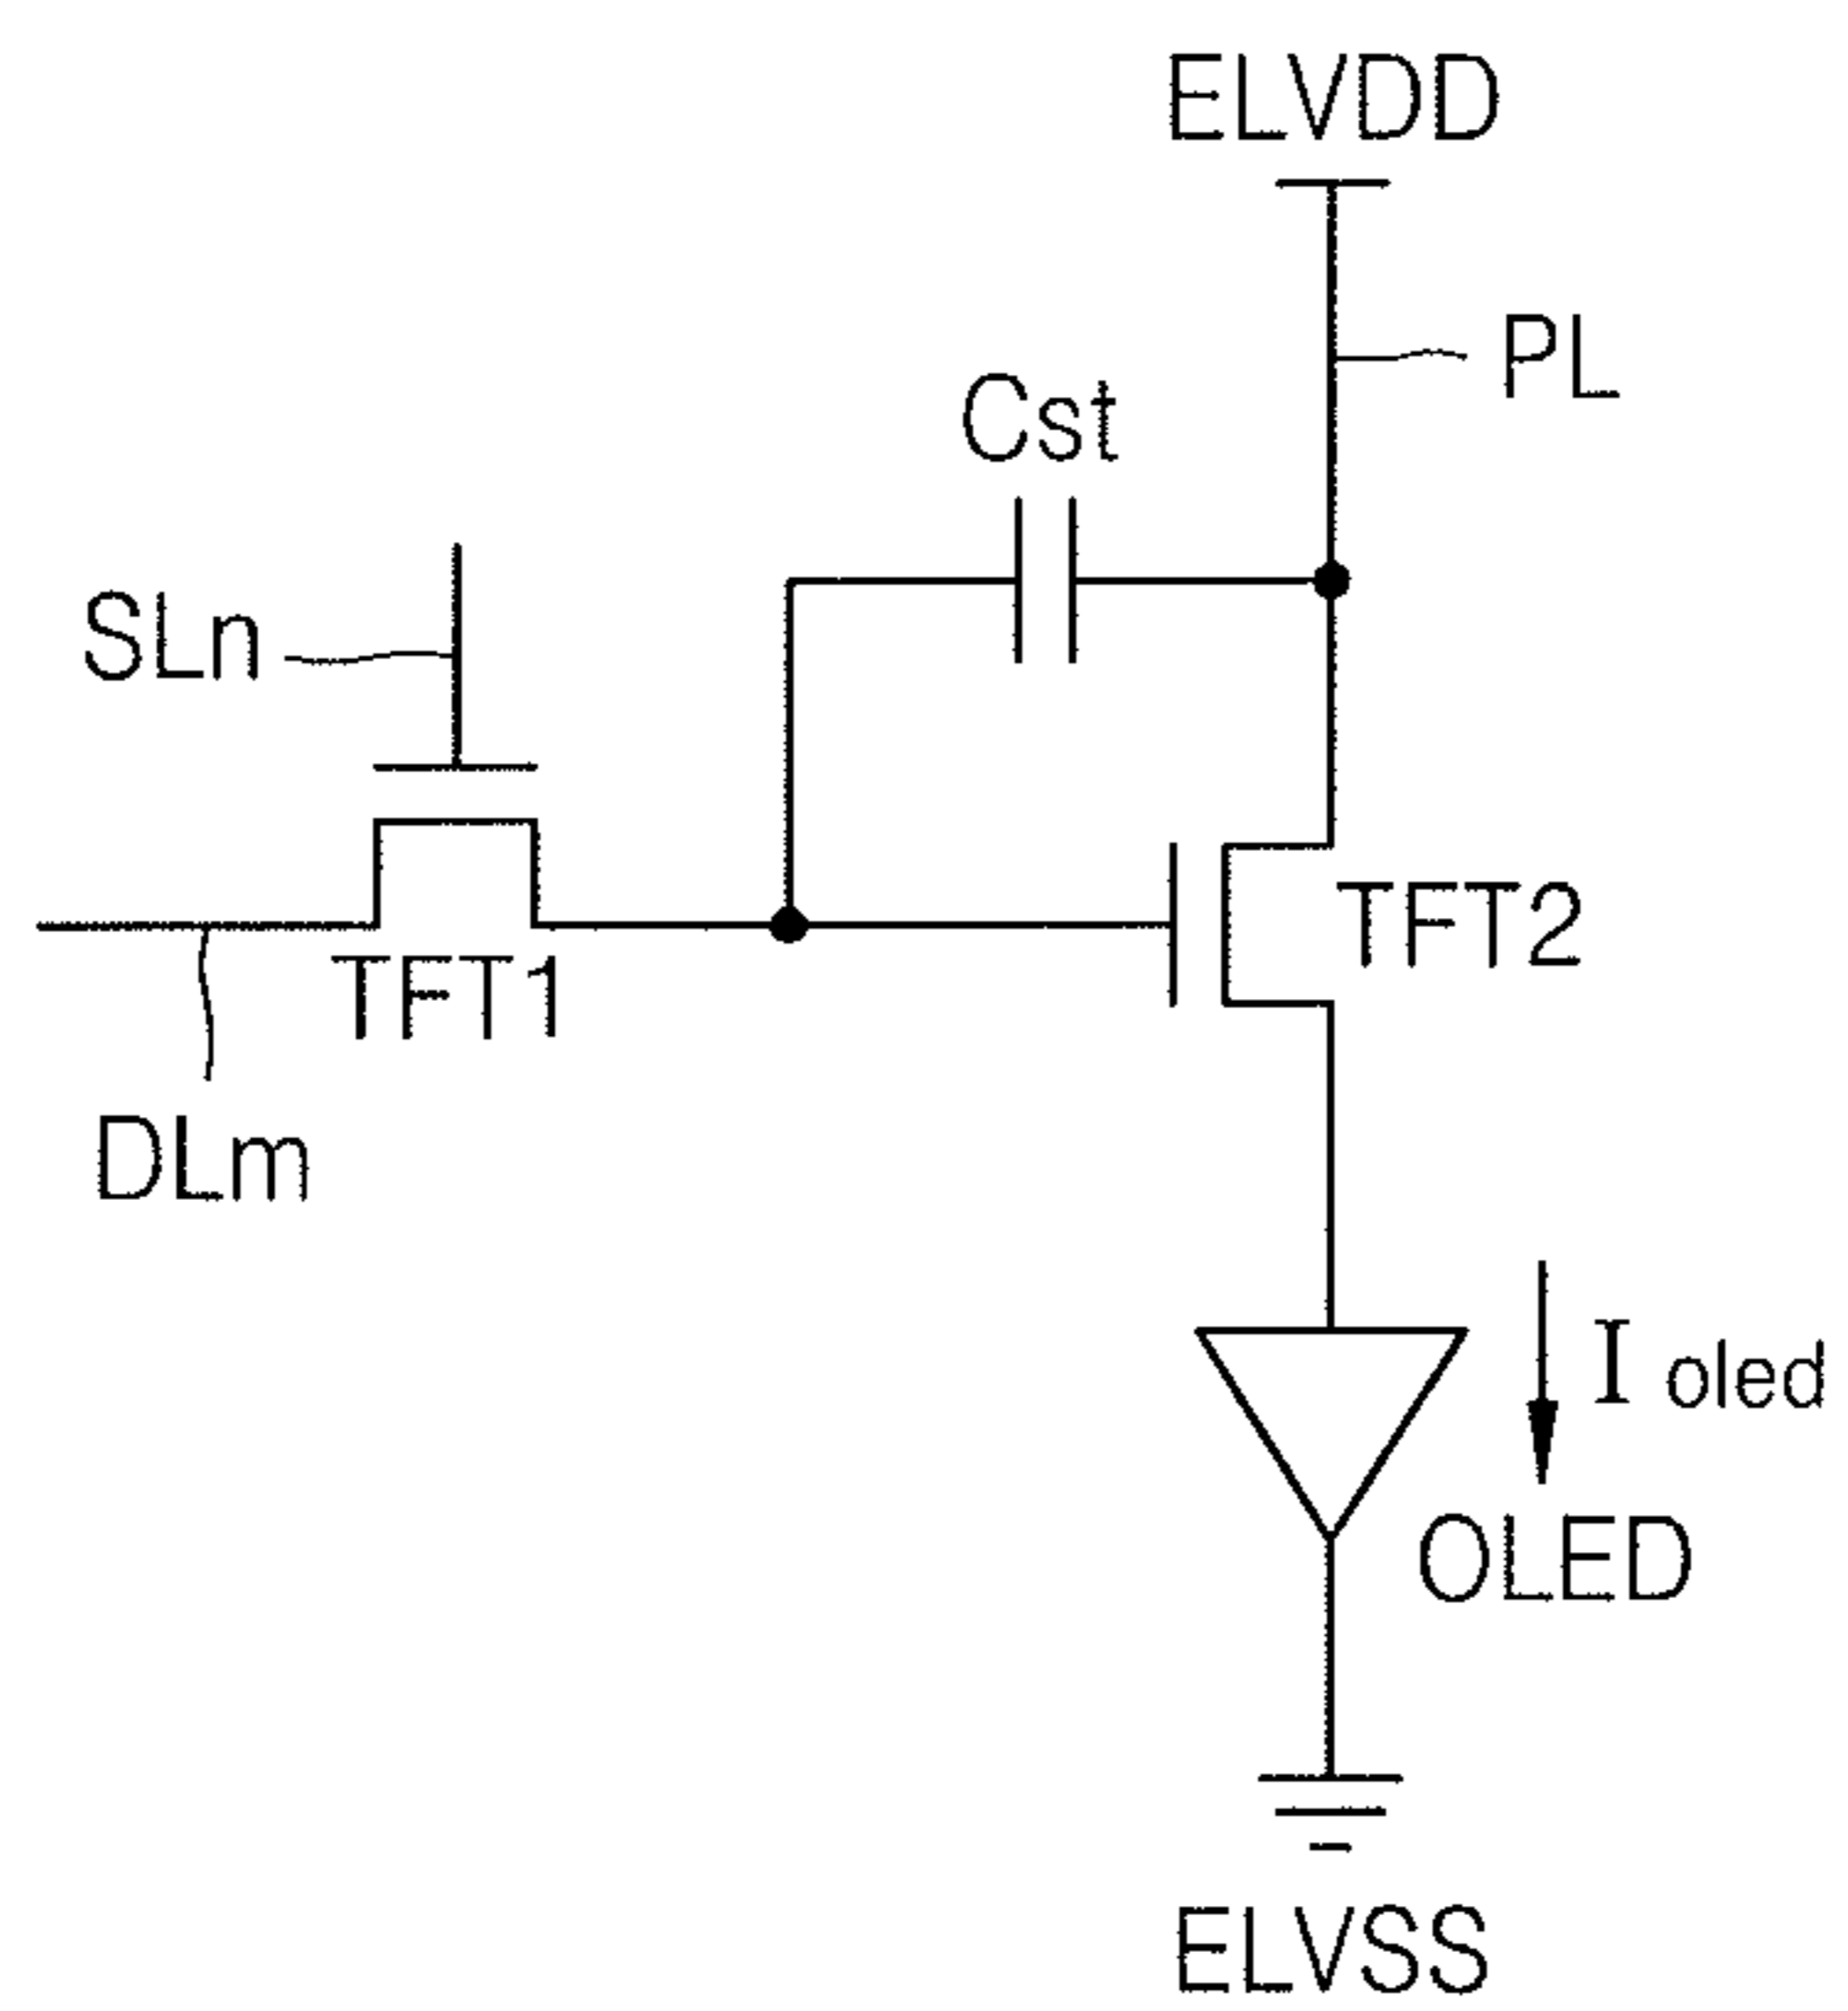 ELVDD
PL
Cst
SLn
TFT2
TFT1
DLm
I oled
OLED
ELVSS